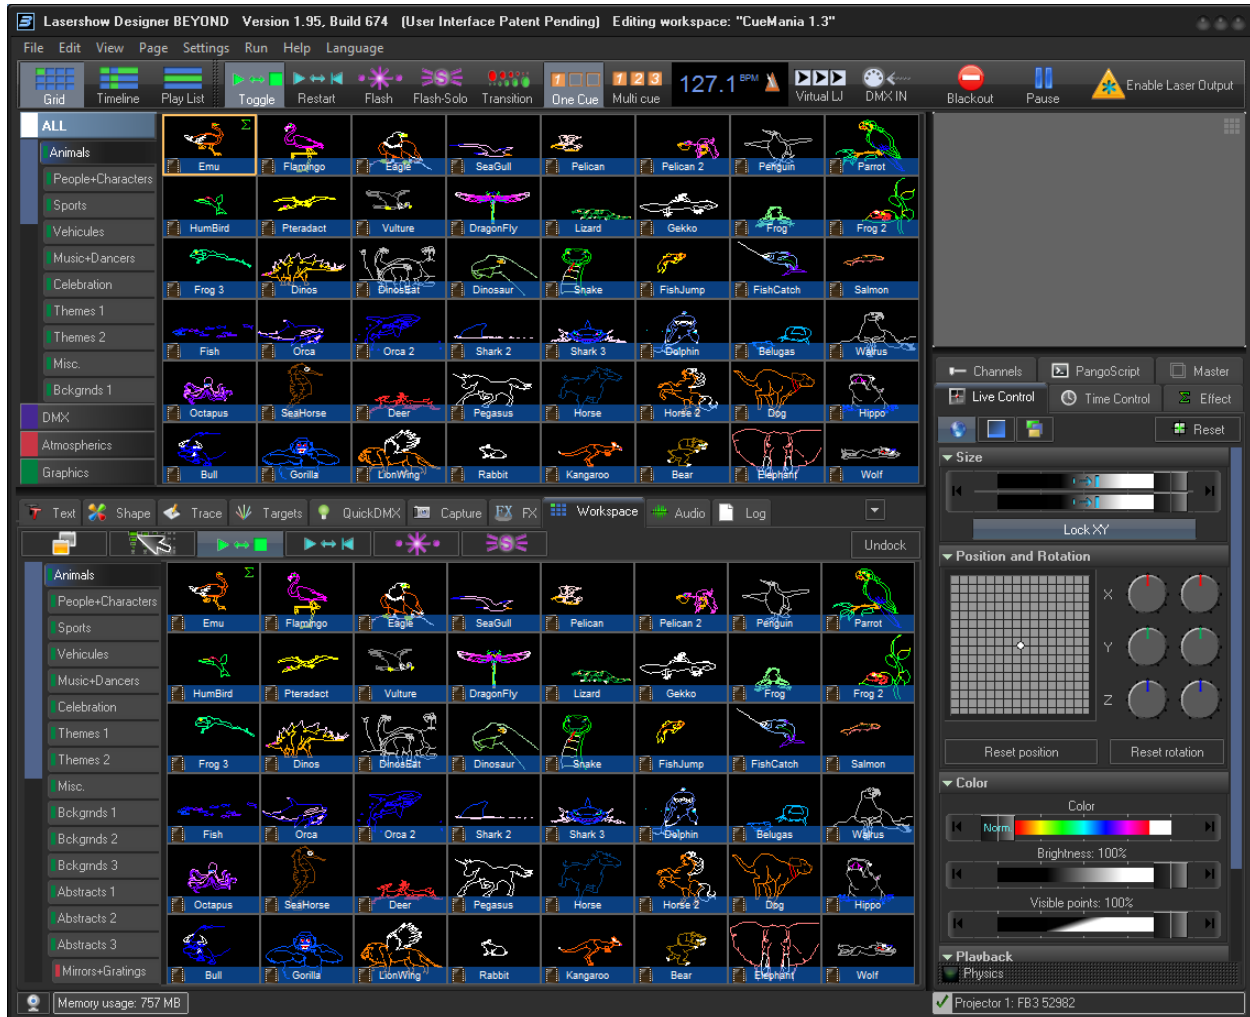 Lasershow Designer BEYOND Version 1.95, Build 674 (User Interface Patent Pending) Editing workspace: "CueMania 1.3"
File Edit View Page Settings Run Help Language
127.1 BPM
Grid Timeline Play List Toggle Restart Flash Flash-Solo Transition One Cue Multi cue Virtual LJ DMX IN Blackout Pause Enable Laser Output
ALL
Animals
People+Characters
Sports
Vehicules
Music+Dancers
Celebration
Themes 1
Themes 2
Misc.
Bckgrnds 1
DMX
Atmospherics
Graphics
Emu Flamingo Eagle SeaGull Pelican Pelican 2 Penguin Parrot
HumBird Pteradact Vulture DragonFly Lizard Gekko Frog Frog 2
Frog 3 Dinos DinosEat Dinosaur Snake FishJump FishCatch Salmon
Fish Orca Orca 2 Shark 2 Shark 3 Dolphin Belugas Walrus
Octapus SeaHorse Deer Pegasus Horse Horse 2 Dog Hippo
Bull Gorilla LionWing Rabbit Kangaroo Bear Elephant Wolf
Text Shape Trace Targets QuickDMX Capture FX Workspace Audio Log
Undock
Animals
People+Characters
Sports
Vehicules
Music+Dancers
Celebration
Themes 1
Themes 2
Misc.
Bckgrnds 1
Bckgrnds 2
Bckgrnds 3
Abstracts 1
Abstracts 2
Abstracts 3
Mirrors+Gratings
Emu Flamingo Eagle SeaGull Pelican Pelican 2 Penguin Parrot
HumBird Pteradact Vulture DragonFly Lizard Gekko Frog Frog 2
Frog 3 Dinos DinosEat Dinosaur Snake FishJump FishCatch Salmon
Fish Orca Orca 2 Shark 2 Shark 3 Dolphin Belugas Walrus
Octapus SeaHorse Deer Pegasus Horse Horse 2 Dog Hippo
Bull Gorilla LionWing Rabbit Kangaroo Bear Elephant Wolf
Channels PangoScript Master
Live Control Time Control Effect
Reset
Size
Lock XY
Position and Rotation
X
Y
Z
Reset position Reset rotation
Color
Color
Norm.
Brightness: 100%
Visible points: 100%
Playback
Physics
Memory usage: 757 MB
Projector 1: FB3 52982